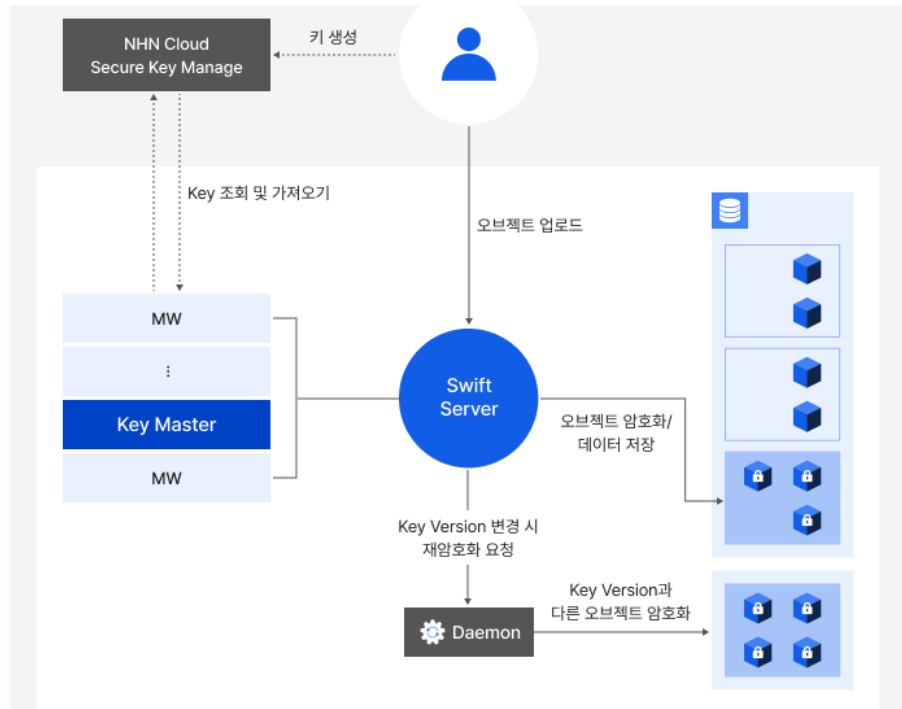 NHN Cloud
Secure Key Manage
키 생성
Key 조회 및 가져오기
오브젝트 업로드
MW
⋮
Key Master
MW
Swift
Server
오브젝트 암호화/
데이터 저장
Key Version 변경 시
재암호화 요청
Daemon
Key Version과
다른 오브젝트 암호화